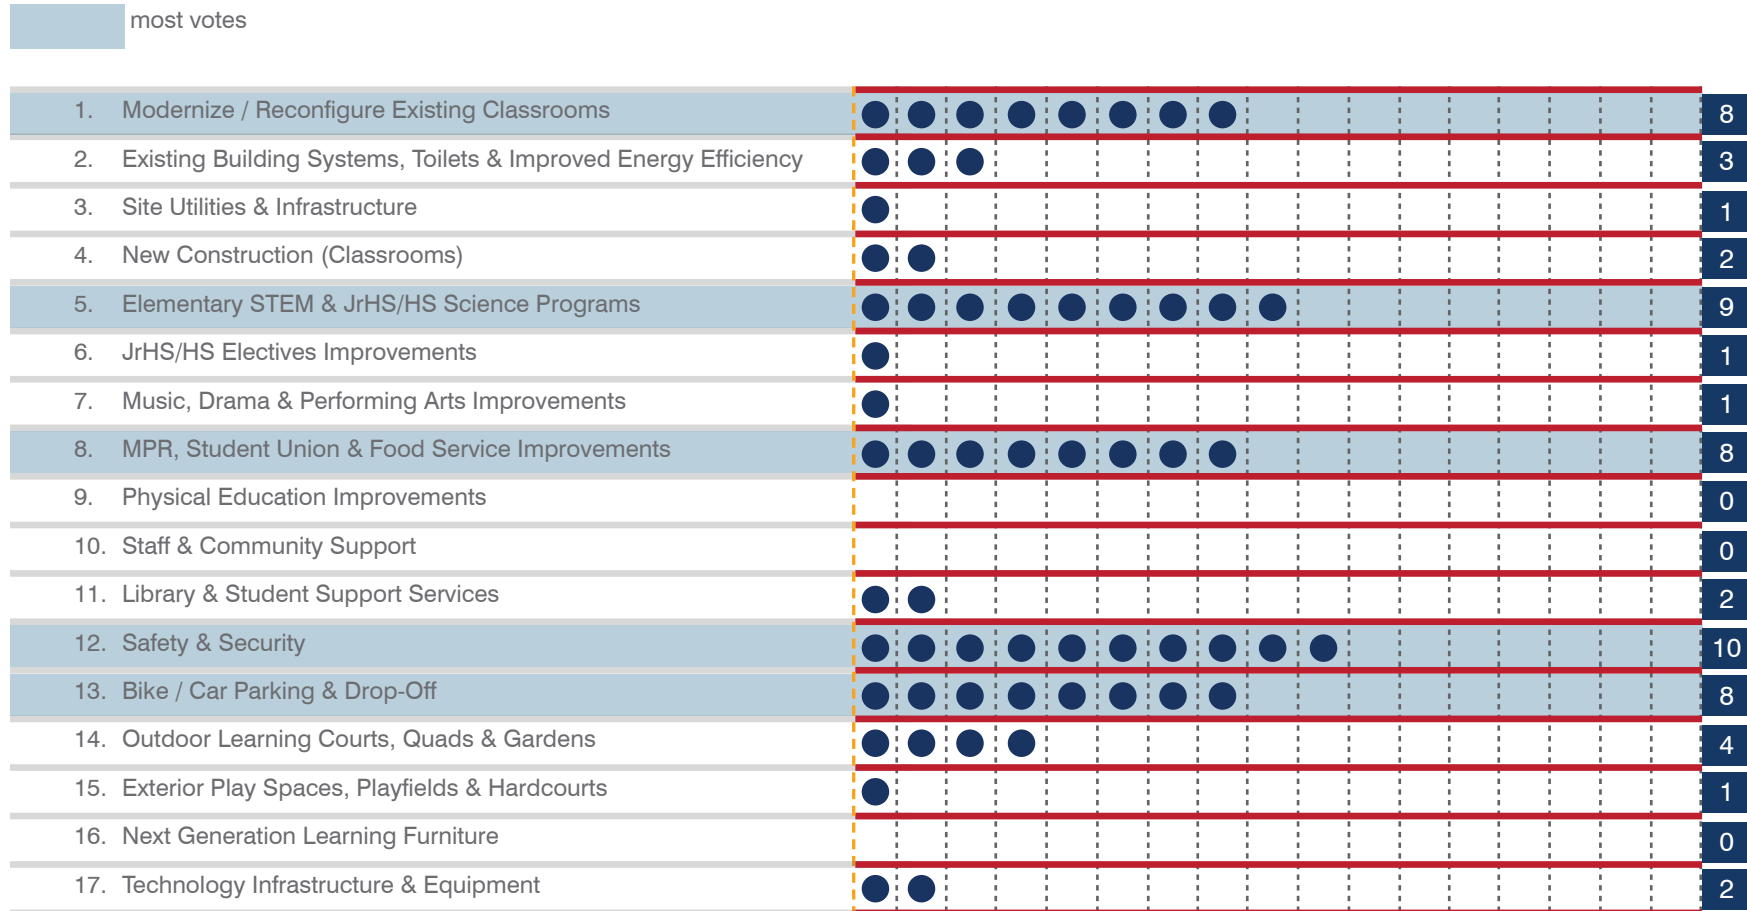 most votes
1. Modernize / Reconfigure Existing Classrooms 8
2. Existing Building Systems, Toilets & Improved Energy Efficiency 3
3. Site Utilities & Infrastructure 1
4. New Construction (Classrooms) 2
5. Elementary STEM & JrHS/HS Science Programs 9
6. JrHS/HS Electives Improvements 1
7. Music, Drama & Performing Arts Improvements 1
8. MPR, Student Union & Food Service Improvements 8
9. Physical Education Improvements 0
10. Staff & Community Support 0
11. Library & Student Support Services 2
12. Safety & Security 10
13. Bike / Car Parking & Drop-Off 8
14. Outdoor Learning Courts, Quads & Gardens 4
15. Exterior Play Spaces, Playfields & Hardcourts 1
16. Next Generation Learning Furniture 0
17. Technology Infrastructure & Equipment 2